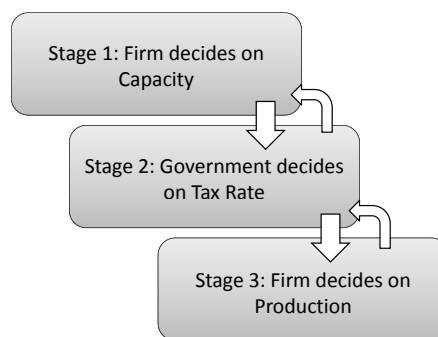 Stage 1: Firm decides on
Capacity
Stage 2: Government decides
on Tax Rate
Stage 3: Firm decides on
Production